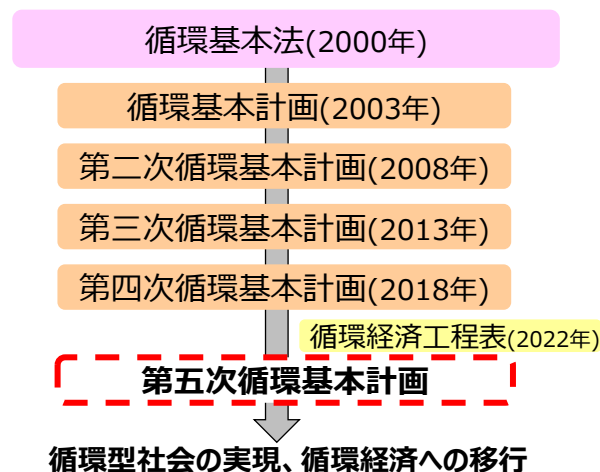 循環基本法(2000年)
循環基本計画(2003年)
第二次循環基本計画(2008年)
第三次循環基本計画(2013年)
第四次循環基本計画(2018年)
循環経済工程表(2022年)
第五次循環基本計画
循環型社会の実現、循環経済への移行